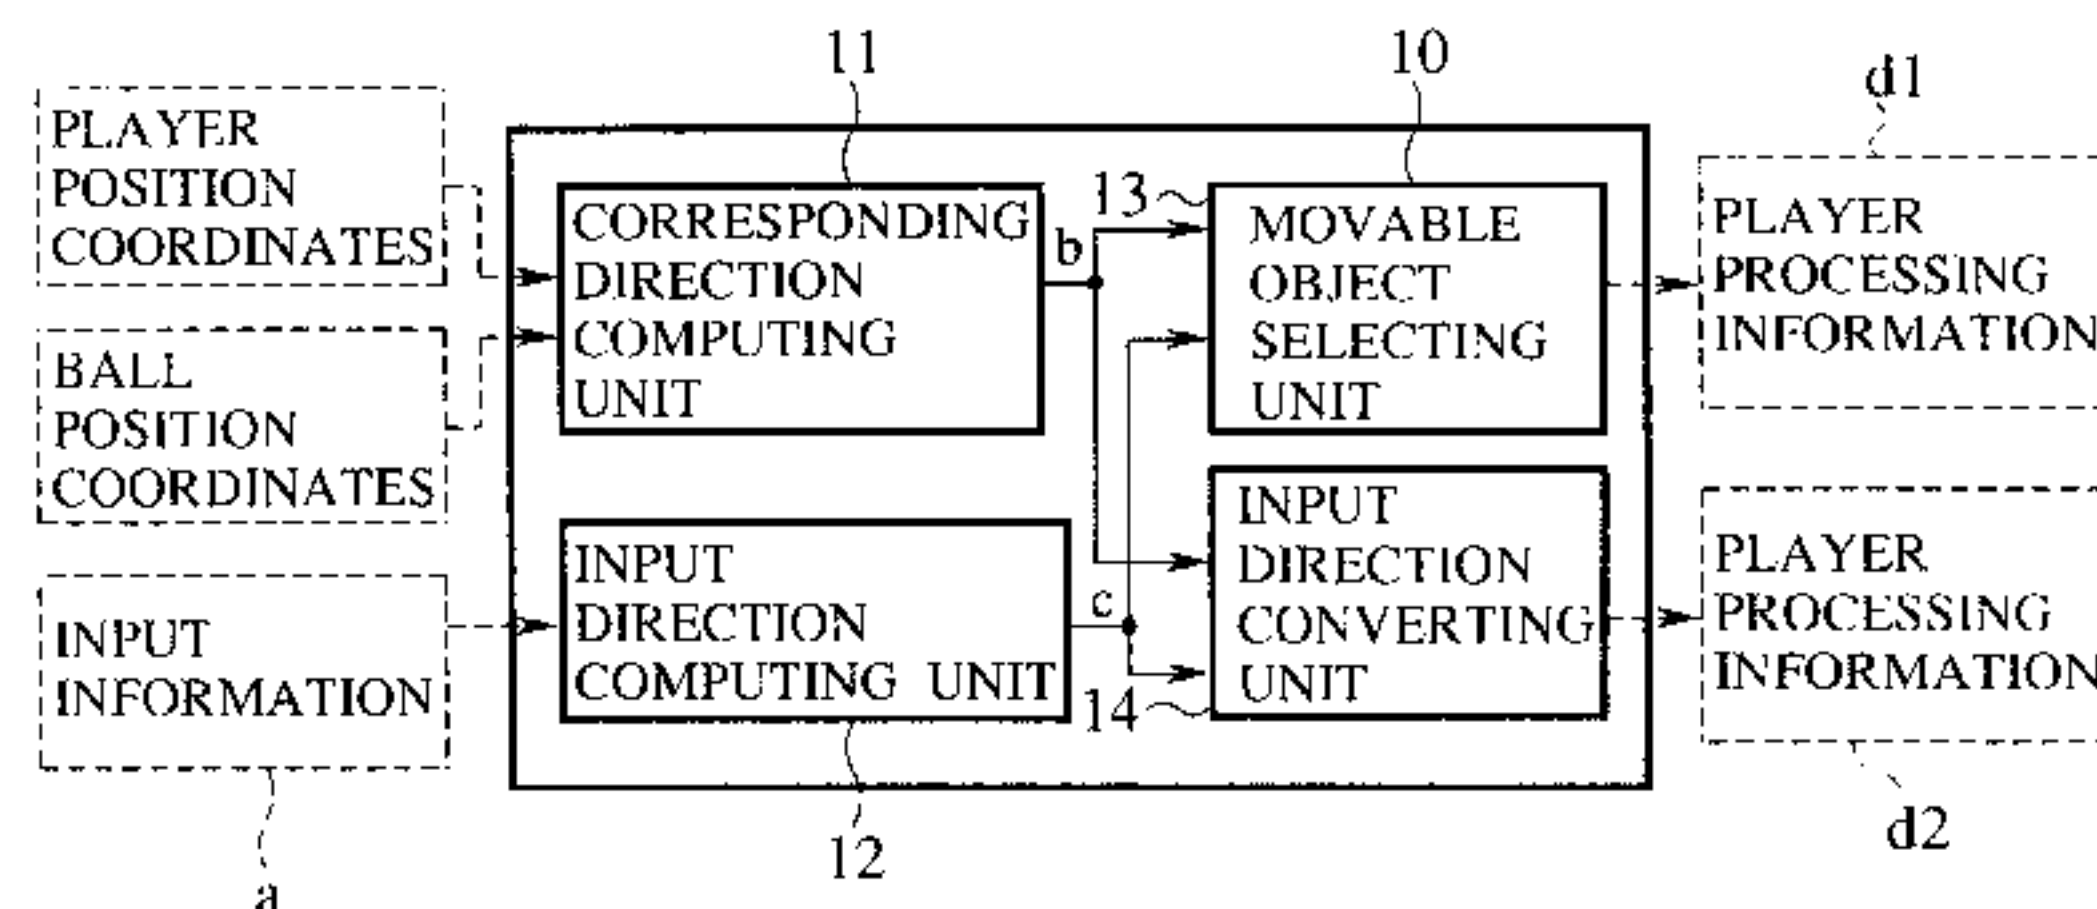 11
10
d1
PLAYER
POSITION
COORDINATES
BALL
POSITION
COORDINATES
INPUT
INFORMATION
a
CORRESPONDING
DIRECTION
COMPUTING
UNIT
b
INPUT
DIRECTION
COMPUTING UNIT
c
12
13
MOVABLE
OBJECT
SELECTING
UNIT
INPUT
DIRECTION
CONVERTING
UNIT
14
PLAYER
PROCESSING
INFORMATION
PLAYER
PROCESSING
INFORMATION
d2